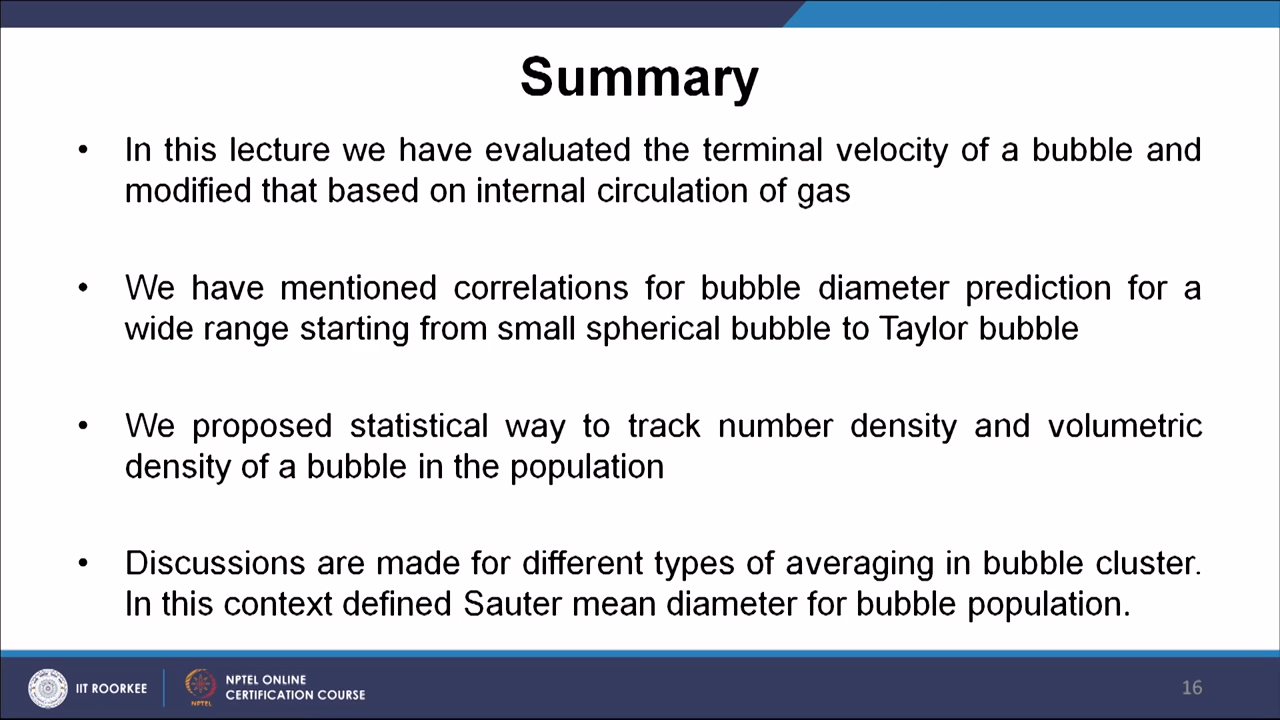 Summary
• In this lecture we have evaluated the terminal velocity of a bubble and
modified that based on internal circulation of gas
• We have mentioned correlations for bubble diameter prediction for a
wide range starting from small spherical bubble to Taylor bubble
• We proposed statistical way to track number density and volumetric
density of a bubble in the population
• Discussions are made for different types of averaging in bubble cluster.
In this context defined Sauter mean diameter for bubble population.
IIT ROORKEE
NPTEL
NPTEL ONLINE
CERTIFICATION COURSE
16